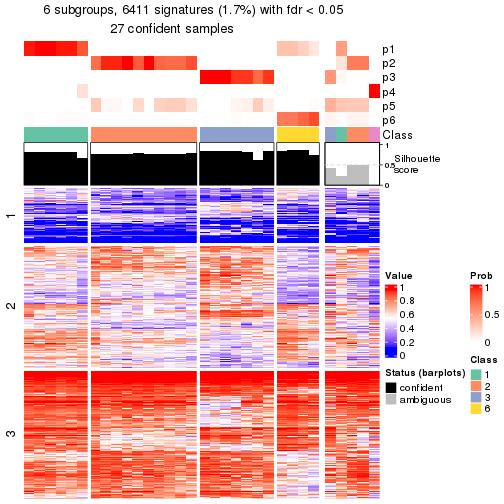 6 subgroups, 6411 signatures (1.7%) with fdr < 0.05
27 confident samples
p1
p2
p3
p4
p5
p6
Class
1
0.5
0
Silhouette
score
1
2
3
Value
1
0.8
0.6
0.4
0.2
0
Status (barplots)
confident
ambiguous
Prob
1
0.5
0
Class
1
2
3
6